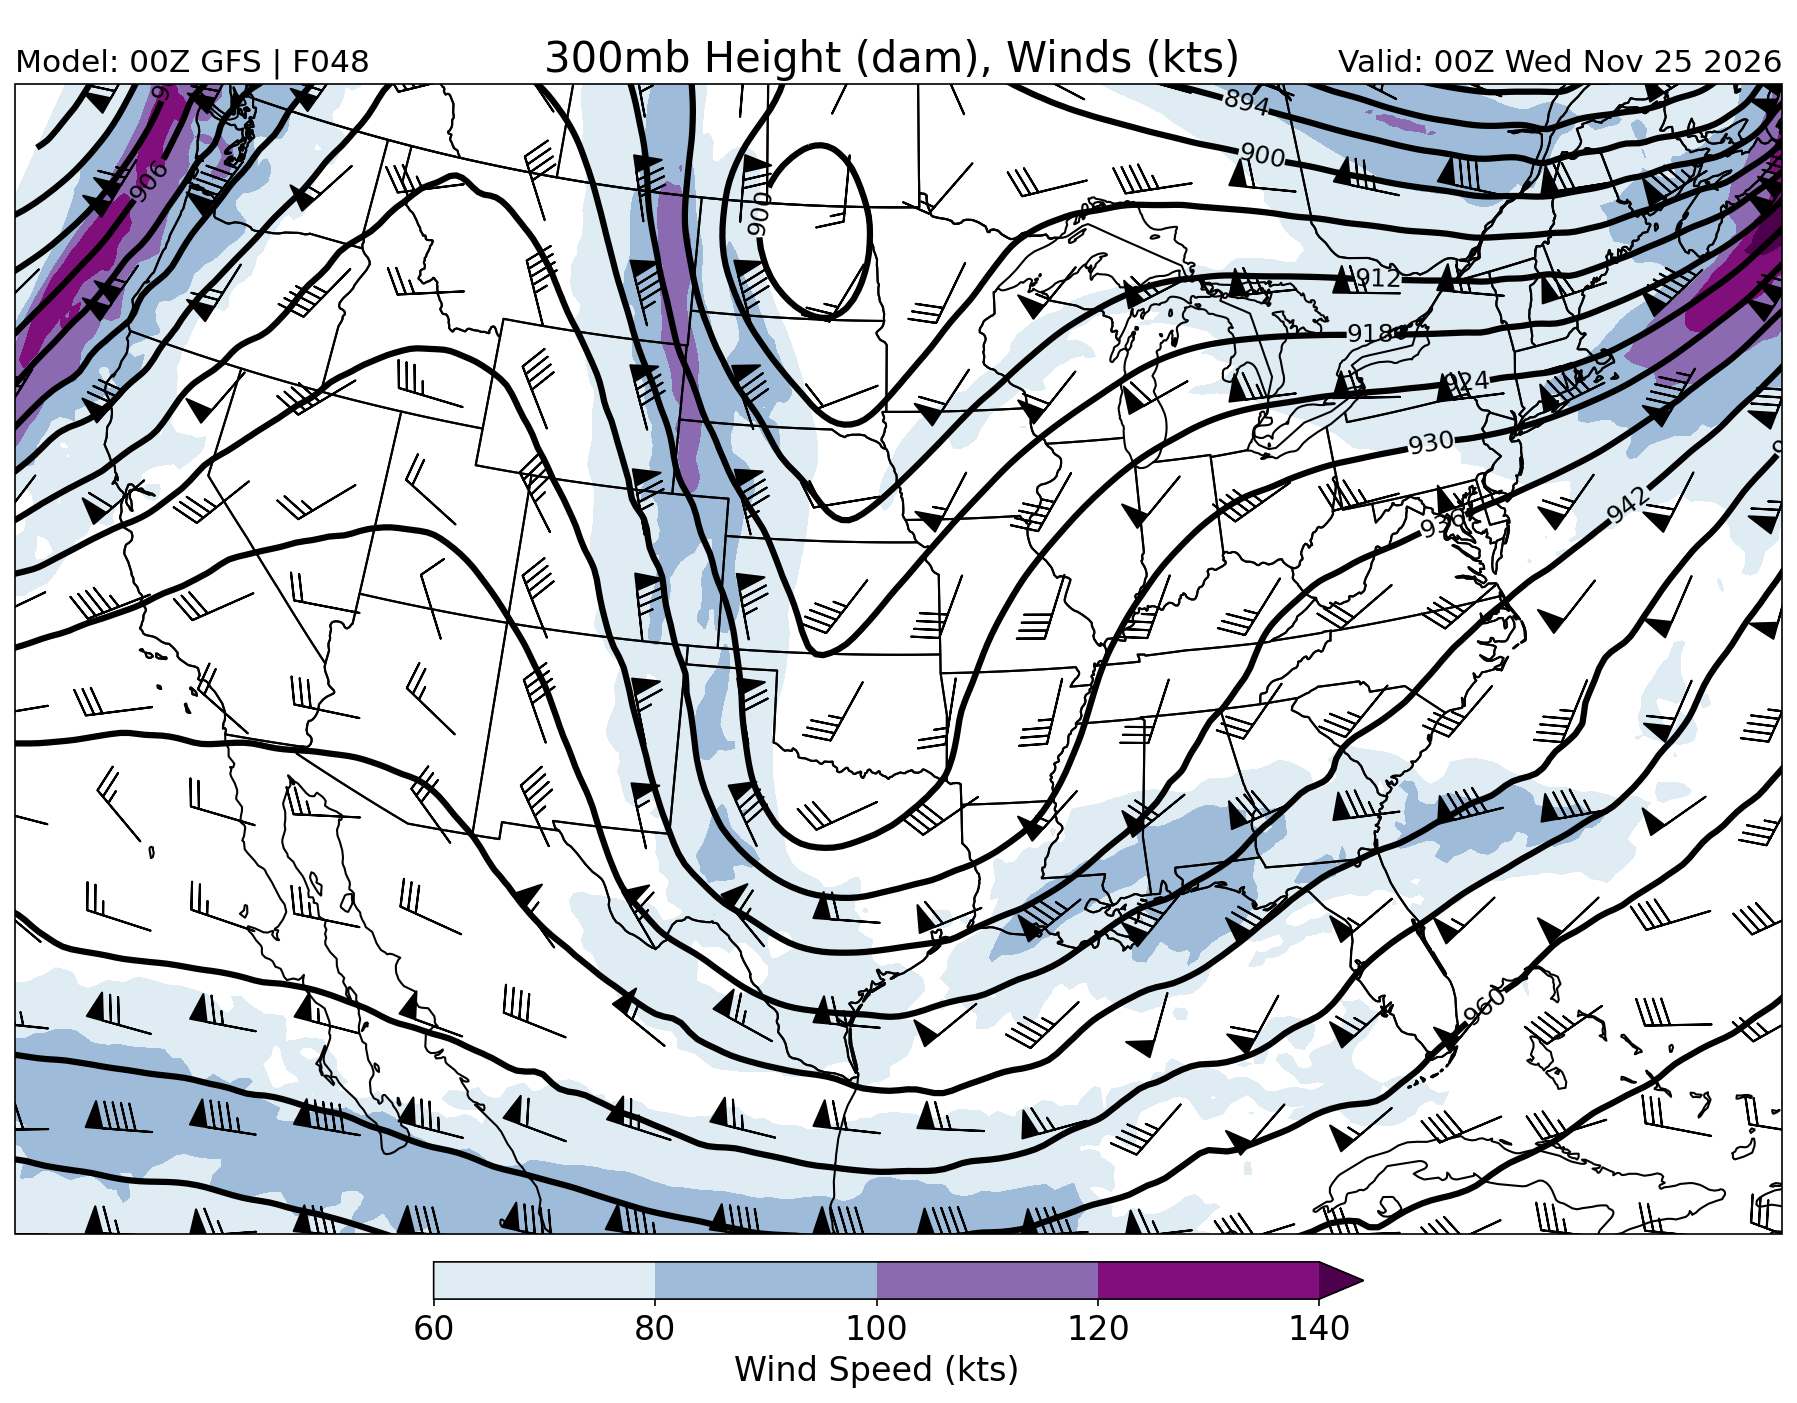 Model: 00Z GFS | F048
300mb Height (dam), Winds (kts)
Valid: 00Z Wed Nov 25 2026
894
900
906
900
912
918
924
930
936
942
960
60 80 100 120 140
Wind Speed (kts)